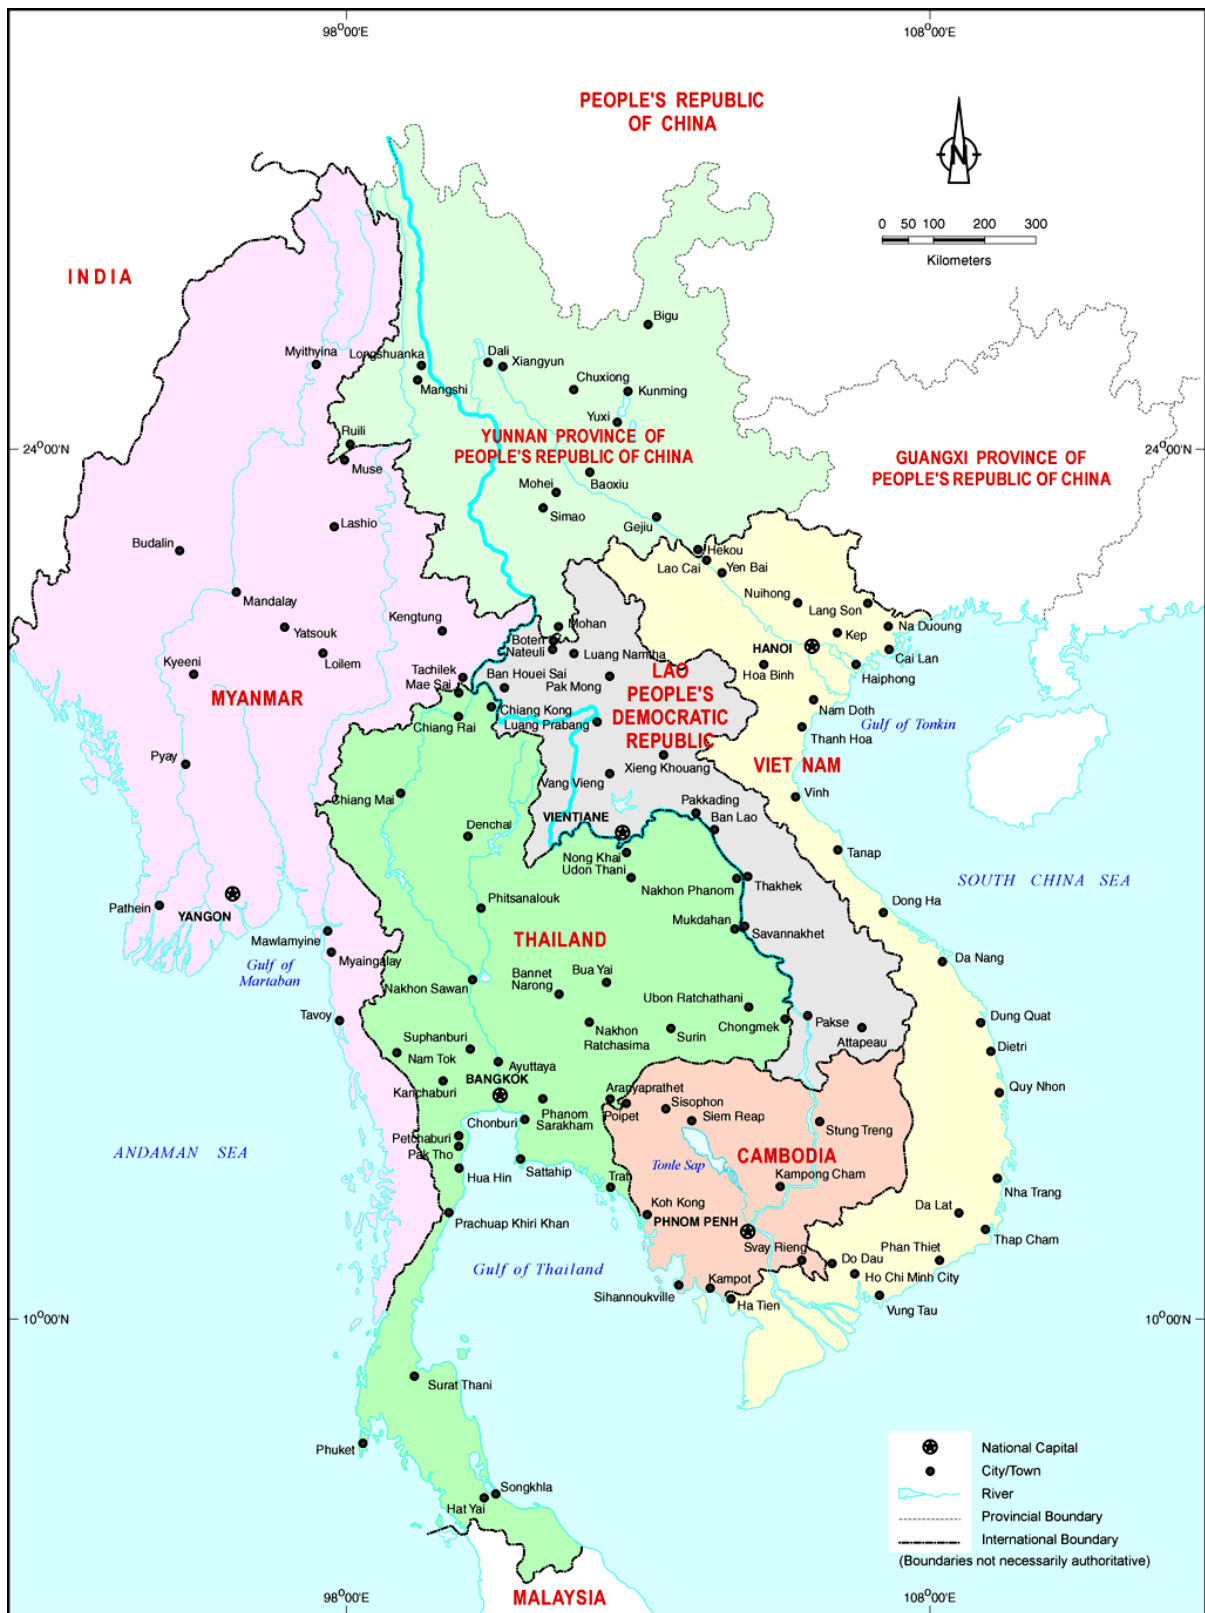 98°00'E
108°00'E
PEOPLE'S REPUBLIC
OF CHINA
N
0 50 100 200 300
Kilometers
INDIA
Bigu
Myithyina
Longshuanka
Dali
Xiangyun
Mangshi
Chuxiong
Kunming
Yuxi
Ruili
24°00'N
24°00'N
YUNNAN PROVINCE OF
PEOPLE'S REPUBLIC OF CHINA
GUANGXI PROVINCE OF
PEOPLE'S REPUBLIC OF CHINA
Muse
Mohei
Baoxiu
Simao
Gejiu
Lashio
Budalin
Hekou
Lao Cai
Yen Bai
Nuihong
Lang Son
Mandalay
Kengtung
Mohan
Na Duoung
Yatsouk
Boten
Nateuli
Luang Namtha
HANOI
Kep
Cai Lan
Kyeeni
Loilem
Tachilek
Mae Sai
Ban Houei Sai
Pak Mong
Hoa Binh
Haiphong
MYANMAR
LAO
PEOPLE'S
DEMOCRATIC
REPUBLIC
Chiang Kong
Chiang Rai
Luang Prabang
Nam Doth
Gulf of Tonkin
Thanh Hoa
Pyay
Xieng Khouang
VIET NAM
Vang Vieng
Chiang Mai
Vinh
Denchal
VIENTIANE
Pakkading
Ban Lao
Nong Khai
Udon Thani
Tanap
Nakhon Phanom
Thakhek
SOUTH CHINA SEA
Pathein
YANGON
Phitsanalouk
Dong Ha
Mukdahan
Savannakhet
Mawlamyine
THAILAND
Myaingalay
Gulf of
Martaban
Da Nang
Nakhon Sawan
Bannet
Narong
Bua Yai
Ubon Ratchathani
Tavoy
Nakhon
Ratchasima
Surin
Chongmek
Pakse
Attapeau
Dung Quat
Suphanburi
Nam Tok
Ayuttaya
Dietri
BANGKOK
Kanchaburi
Aranyaprathet
Quy Nhon
Phanom
Sarakham
Poipet
Sisophon
Siem Reap
Chonburi
Stung Treng
Petchaburi
Pak Tho
ANDAMAN SEA
CAMBODIA
Tonle Sap
Hua Hin
Sattahip
Trat
Kampong Cham
Nha Trang
Koh Kong
Prachuap Khiri Khan
PHNOM PENH
Da Lat
Thap Cham
Svay Rieng
Do Dau
Phan Thiet
Gulf of Thailand
Ho Chi Minh City
Sihannoukville
Kampot
Ha Tien
Vung Tau
10°00'N
10°00'N
Surat Thani
Phuket
National Capital
City/Town
River
Provincial Boundary
International Boundary
(Boundaries not necessarily authoritative)
Songkhla
Hat Yai
MALAYSIA
98°00'E
108°00'E